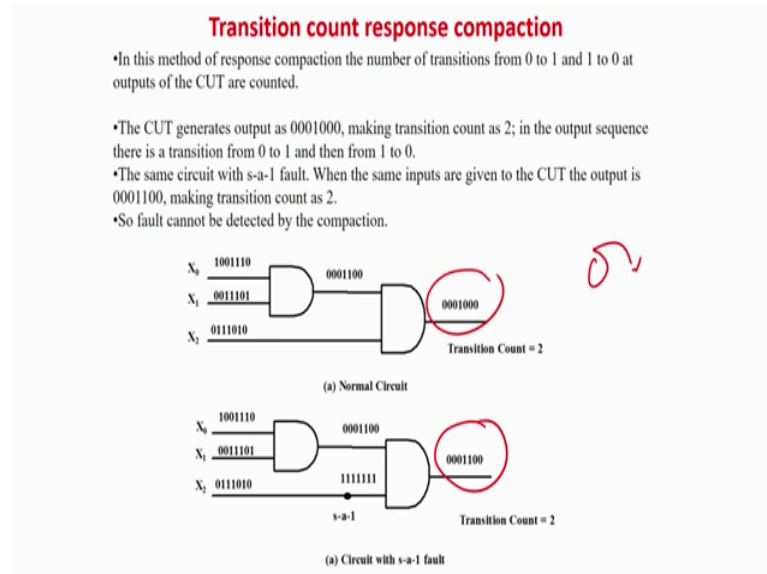 Transition count response compaction
•In this method of response compaction the number of transitions from 0 to 1 and 1 to 0 at
outputs of the CUT are counted.
•The CUT generates output as 0001000, making transition count as 2; in the output sequence
there is a transition from 0 to 1 and then from 1 to 0.
•The same circuit with s-a-1 fault. When the same inputs are given to the CUT the output is
0001100, making transition count as 2.
•So fault cannot be detected by the compaction.
X₀ 1001110
0001100
X₁ 0011101
0001000
X₂ 0111010
Transition Count = 2
(a) Normal Circuit
X₀ 1001110
0001100
X₁ 0011101
0001100
X₂ 0111010
1111111
s-a-1
Transition Count = 2
(a) Circuit with s-a-1 fault